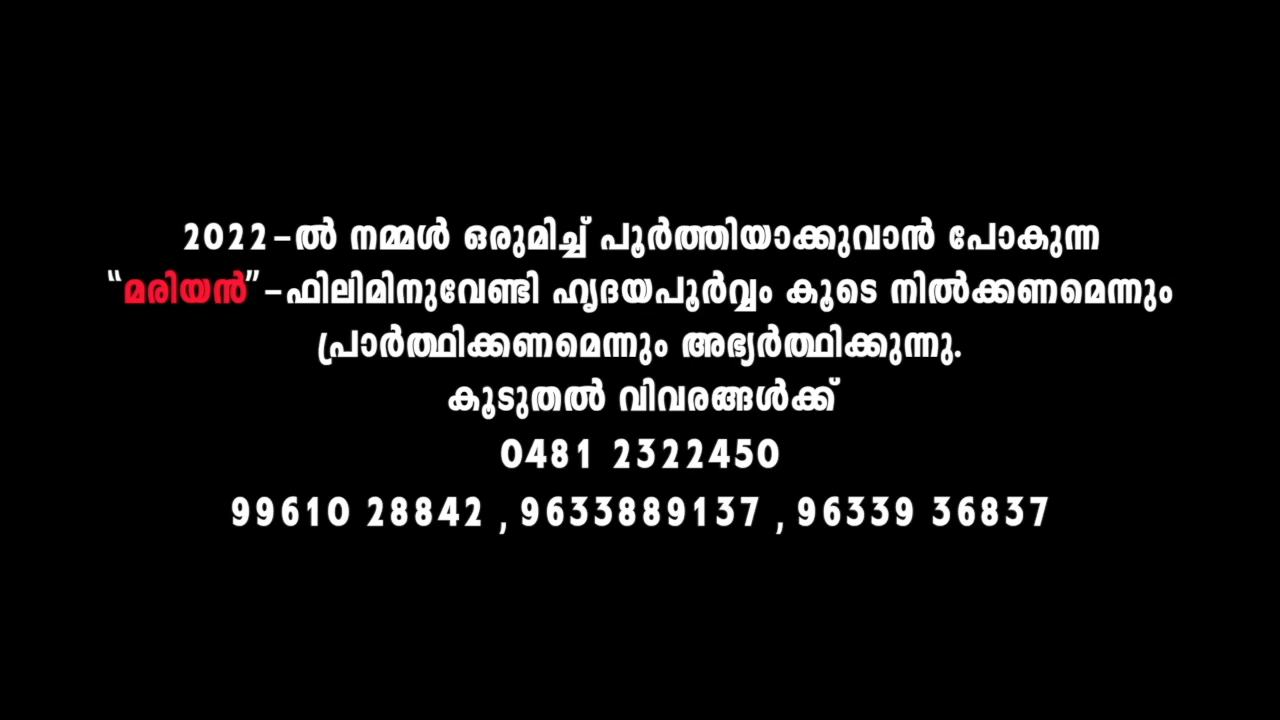 2022-ൽ നമ്മൾ ഒരുമിച്ച് പൂർത്തിയാക്കുവാൻ പോകുന്ന
“മരിയൻ”-ഫിലിമിനുവേണ്ടി ഹൃദയപൂർവ്വം കൂടെ നിൽക്കണമെന്നും
പ്രാർത്ഥിക്കണമെന്നും അഭ്യർത്ഥിക്കുന്നു.
കൂടുതൽ വിവരങ്ങൾക്ക്
0481 2322450
99610 28842 , 9633889137 , 96339 36837